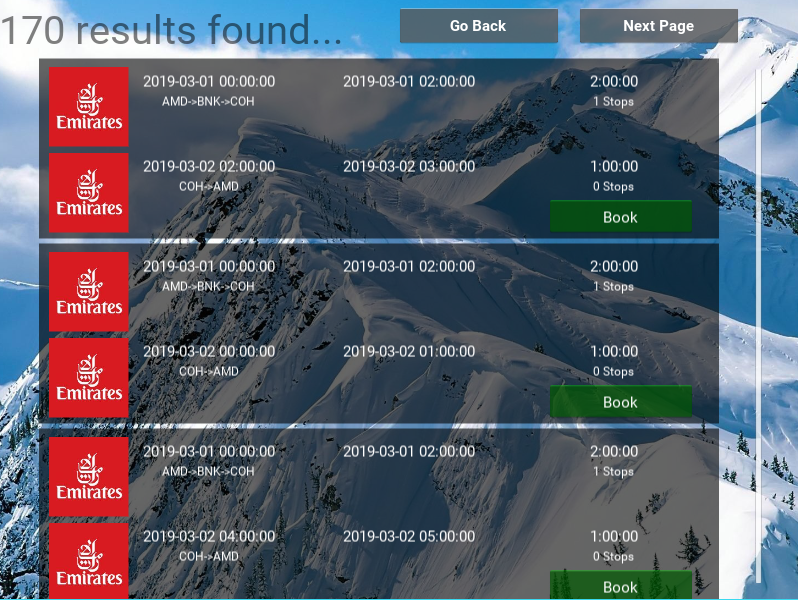 170 results found...
Go Back
Next Page
2019-03-01 00:00:00 2019-03-01 02:00:00 2:00:00
Emirates AMD->BNK->COH 1 Stops
2019-03-02 02:00:00 2019-03-02 03:00:00 1:00:00
Emirates COH->AMD 0 Stops
Book
2019-03-01 00:00:00 2019-03-01 02:00:00 2:00:00
Emirates AMD->BNK->COH 1 Stops
2019-03-02 00:00:00 2019-03-02 01:00:00 1:00:00
Emirates COH->AMD 0 Stops
Book
2019-03-01 00:00:00 2019-03-01 02:00:00 2:00:00
Emirates AMD->BNK->COH 1 Stops
2019-03-02 04:00:00 2019-03-02 05:00:00 1:00:00
Emirates COH->AMD 0 Stops
Book